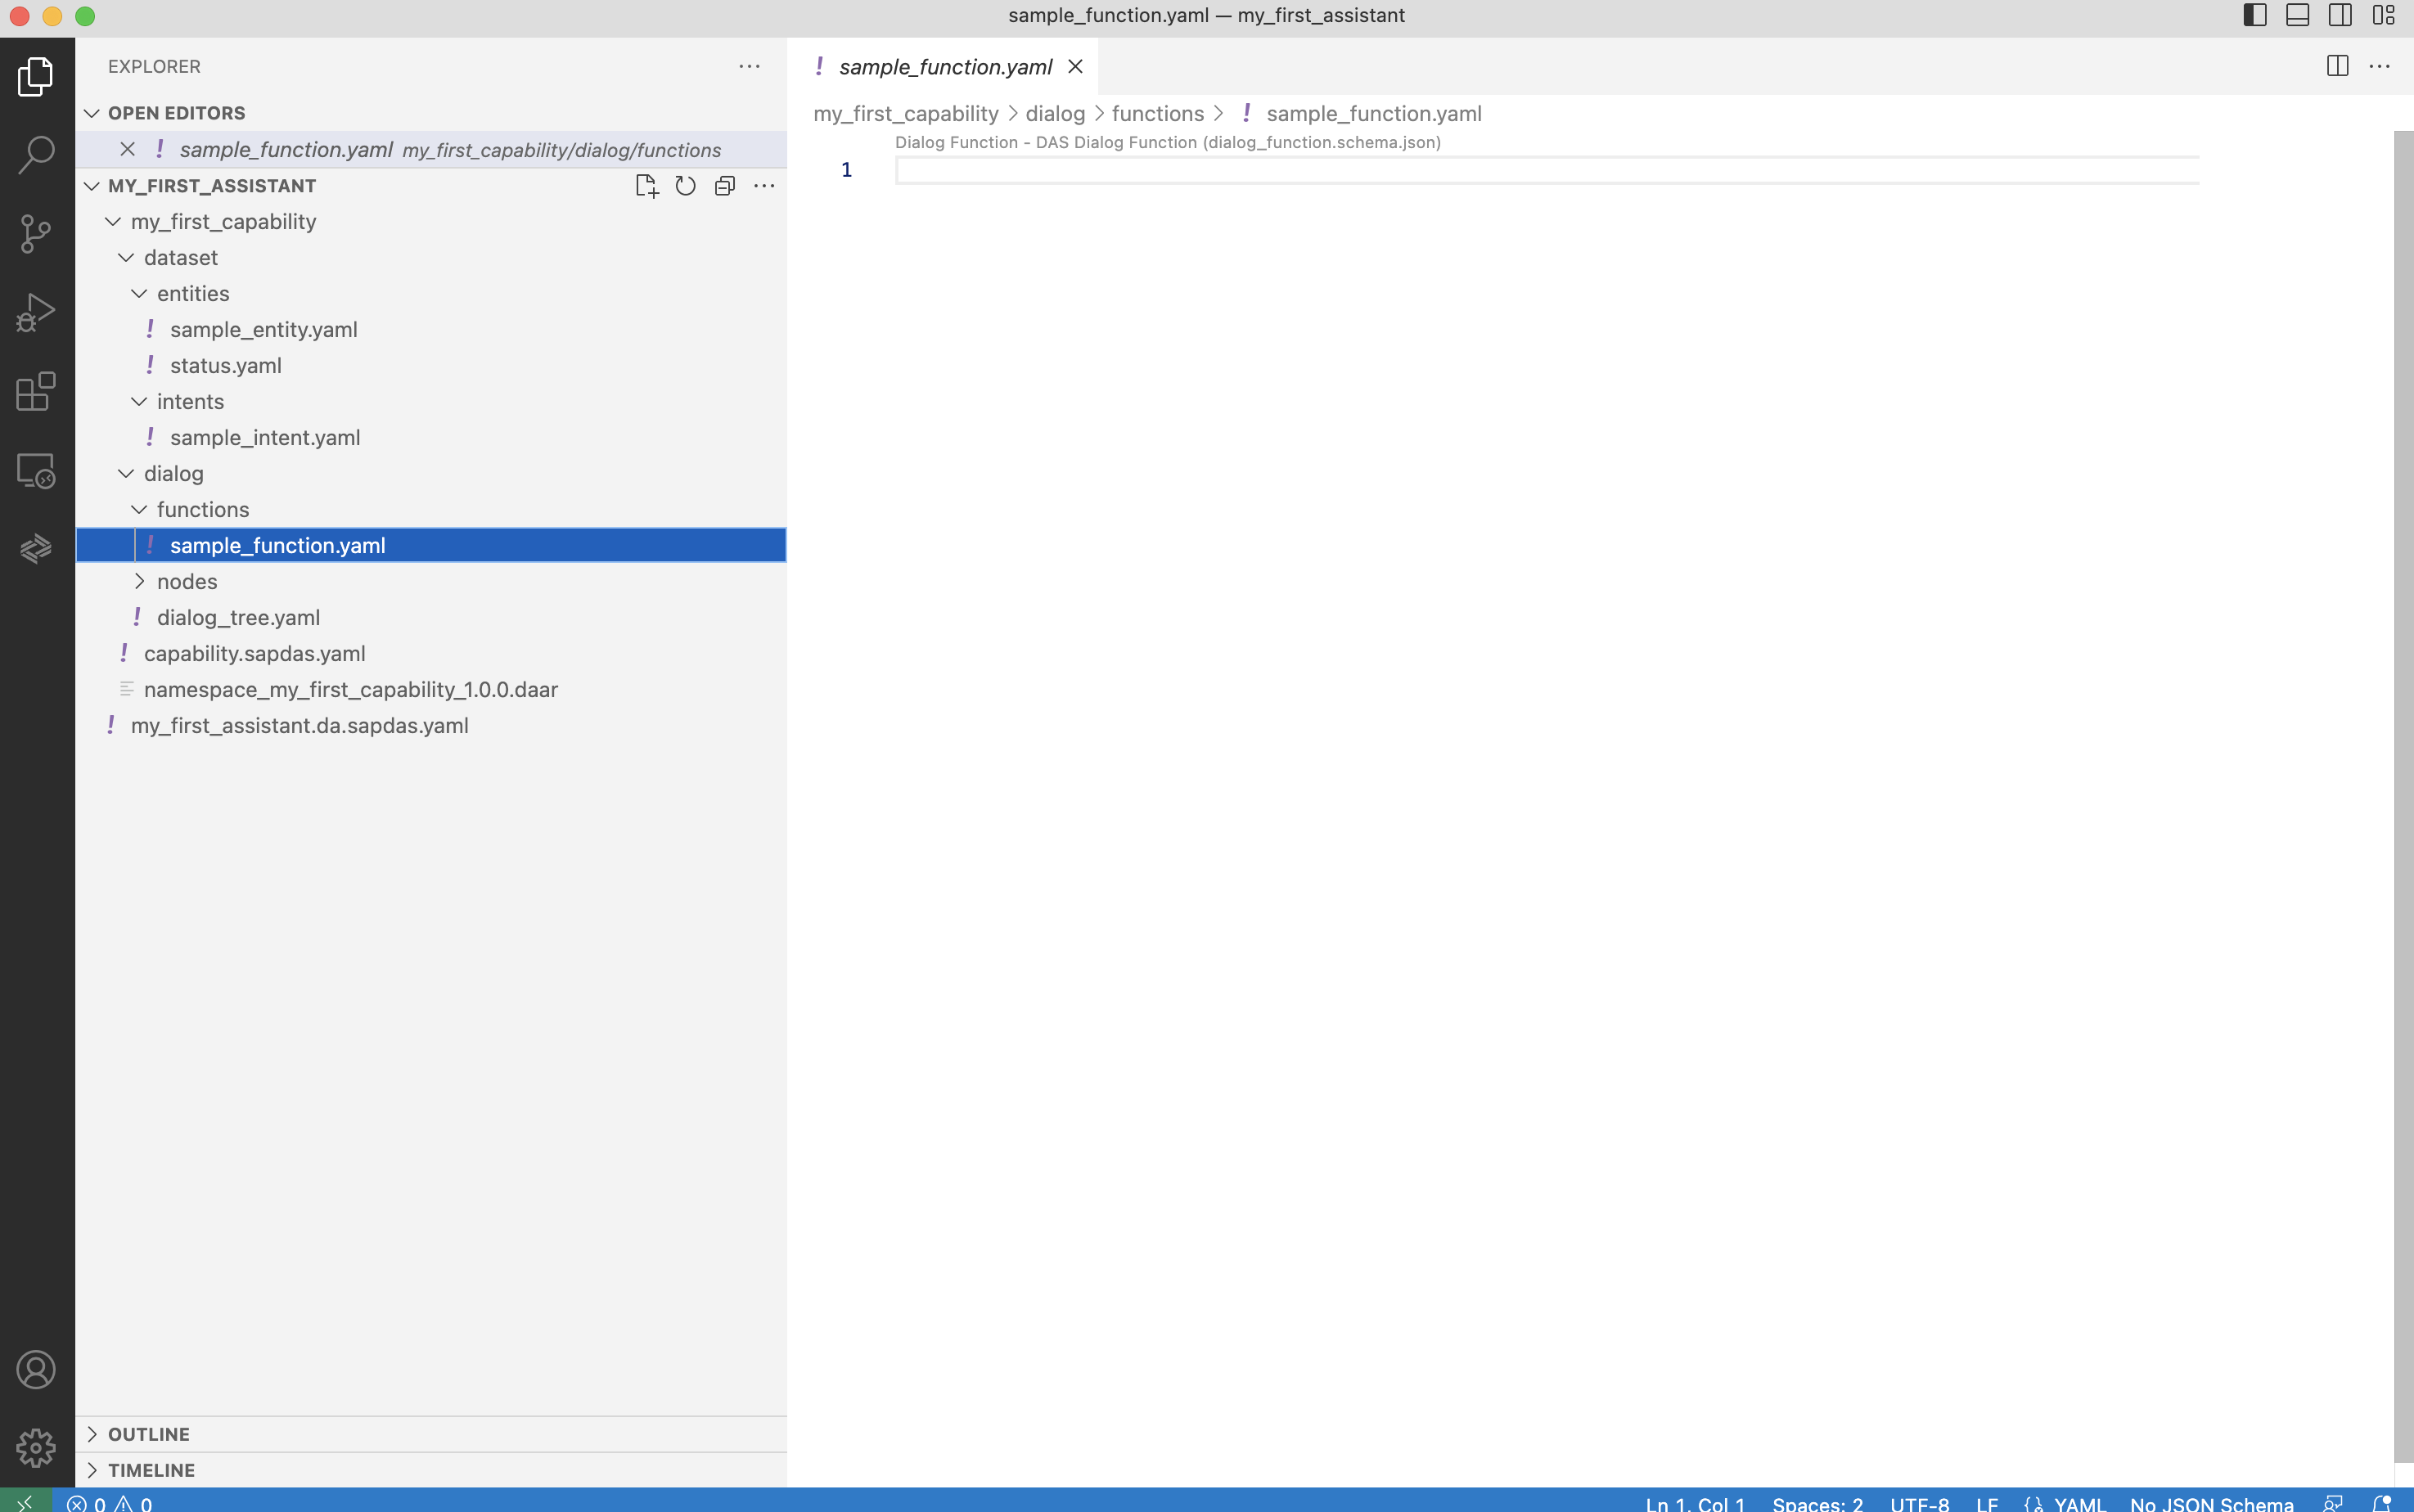 sample_function.yaml — my_first_assistant
EXPLORER
OPEN EDITORS
sample_function.yaml my_first_capability/dialog/functions
MY_FIRST_ASSISTANT
my_first_capability
dataset
entities
sample_entity.yaml
status.yaml
intents
sample_intent.yaml
dialog
functions
sample_function.yaml
nodes
dialog_tree.yaml
capability.sapdas.yaml
namespace_my_first_capability_1.0.0.daar
my_first_assistant.da.sapdas.yaml
OUTLINE
TIMELINE
sample_function.yaml
my_first_capability > dialog > functions > ! sample_function.yaml
Dialog Function - DAS Dialog Function (dialog_function.schema.json)
1
0 0 Ln 1, Col 1 Spaces: 2 UTF-8 LF YAML No JSON Schema